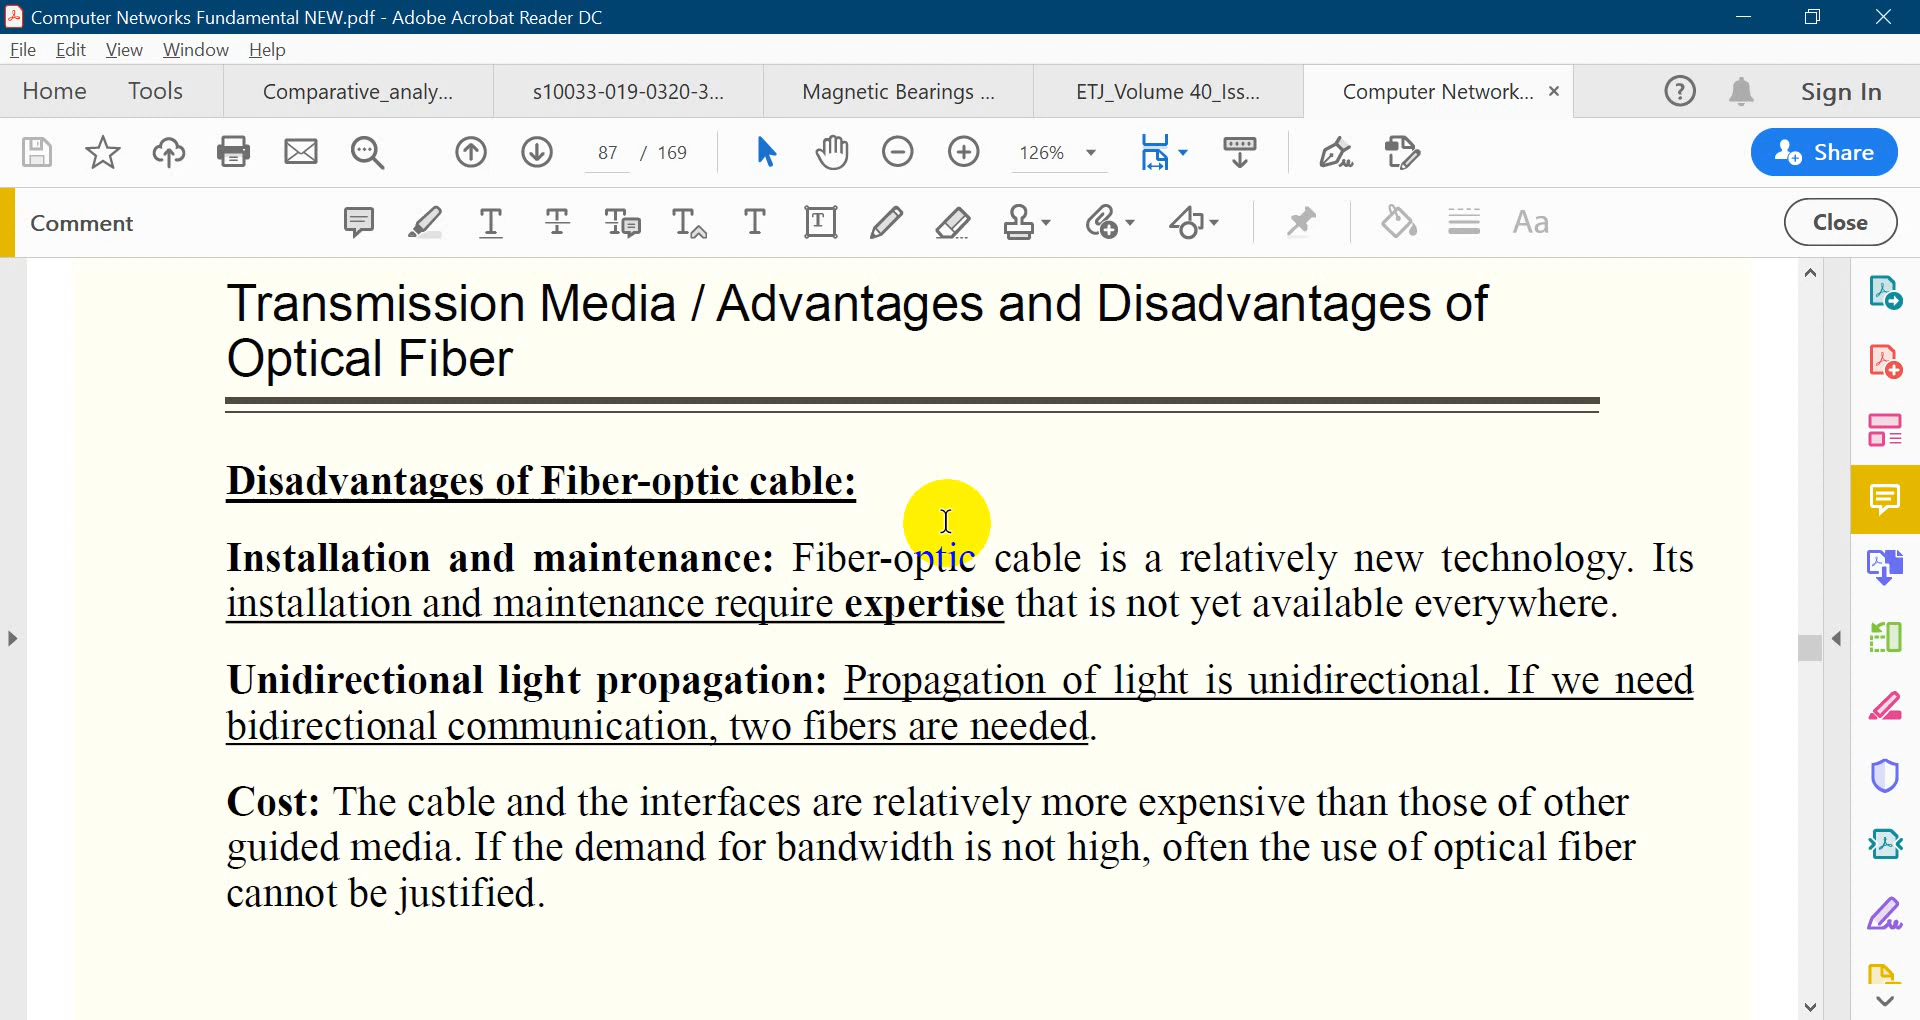 Computer Networks Fundamental NEW.pdf - Adobe Acrobat Reader DC
File Edit View Window Help
Home Tools Comparative_analy... s10033-019-0320-3... Magnetic Bearings ... ETJ_Volume 40_Iss... Computer Network... × Sign In
87 / 169 126% Share
Comment Aa Close
Transmission Media / Advantages and Disadvantages of
Optical Fiber
Disadvantages of Fiber-optic cable:
Installation and maintenance: Fiber-optic cable is a relatively new technology. Its
installation and maintenance require expertise that is not yet available everywhere.
Unidirectional light propagation: Propagation of light is unidirectional. If we need
bidirectional communication, two fibers are needed.
Cost: The cable and the interfaces are relatively more expensive than those of other
guided media. If the demand for bandwidth is not high, often the use of optical fiber
cannot be justified.